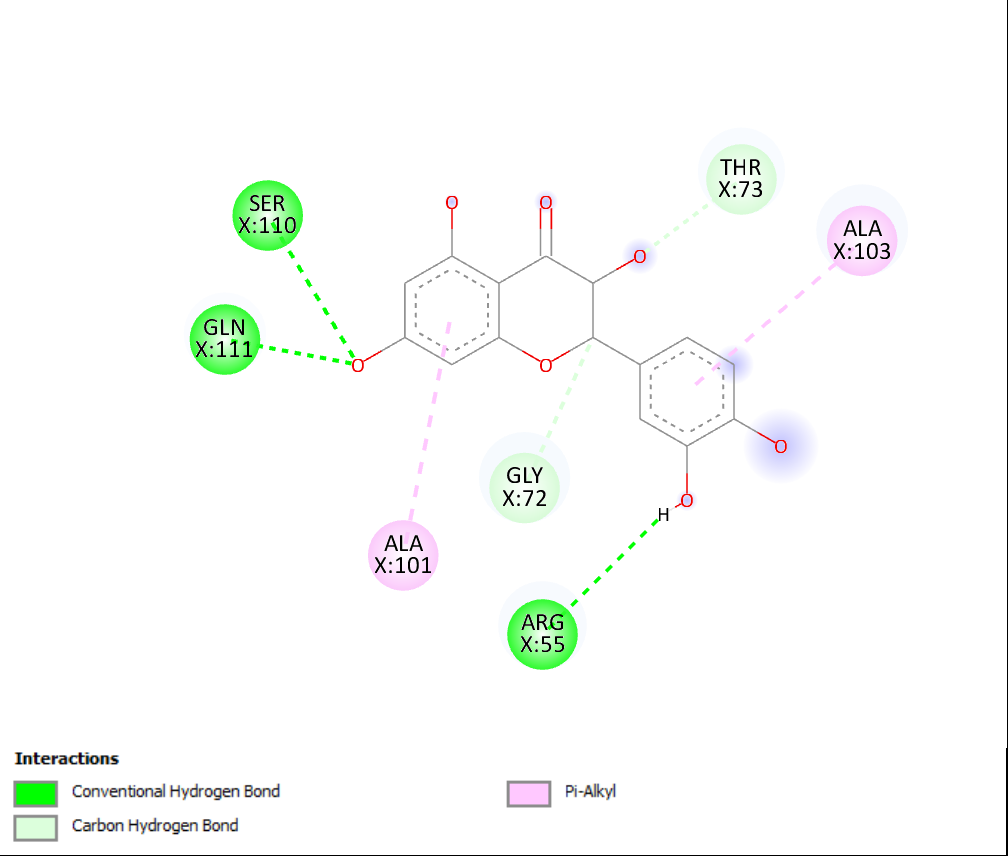 THR
X:73
SER
X:110
O
O
ALA
X:103
O
GLN
X:111
O
O
O
GLY
X:72
O
H
ALA
X:101
ARG
X:55
Interactions
Conventional Hydrogen Bond
Pi-Alkyl
Carbon Hydrogen Bond